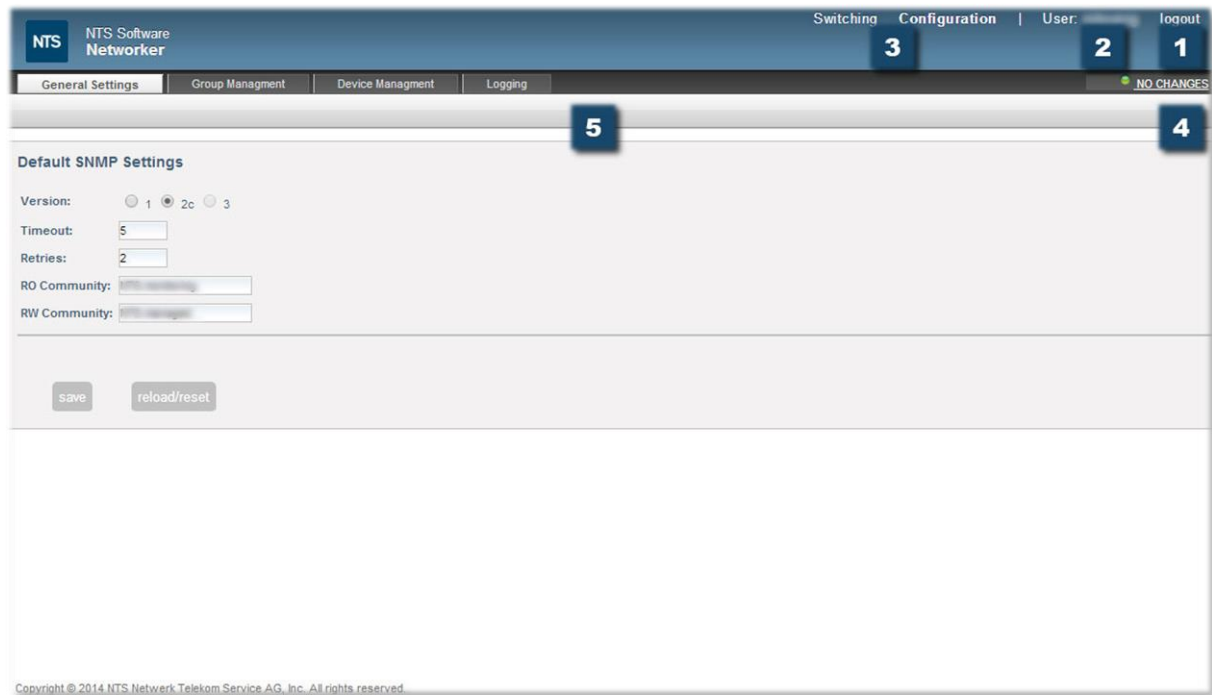 Switching Configuration | User: logout
NTS NTS Software
Networker
3 2 1
General Settings Group Managment Device Managment Logging NO CHANGES
5 4
Default SNMP Settings
Version: 1 2c 3
Timeout: 5
Retries: 2
RO Community:
RW Community:
save reload/reset
Copyright © 2014 NTS Netwerk Telekom Service AG, Inc. All rights reserved.